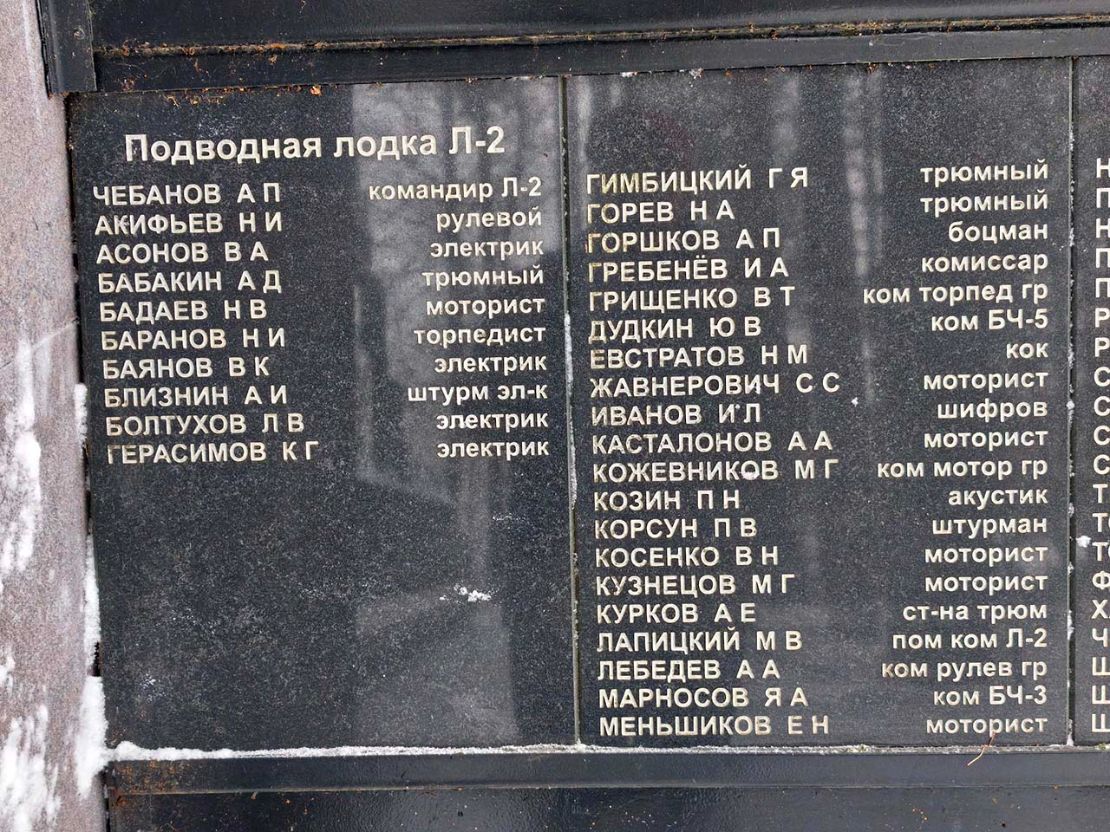 Подводная лодка Л-2
ЧЕБАНОВ А П командир Л-2
АКИФЬЕВ Н И рулевой
АСОНОВ В А электрик
БАБАКИН А Д трюмный
БАДАЕВ Н В моторист
БАРАНОВ Н И торпедист
БАЯНОВ В К электрик
БЛИЗНИН А И штурм эл-к
БОЛТУХОВ Л В электрик
ГЕРАСИМОВ К Г электрик
ГИМБИЦКИЙ Г Я трюмный
ГОРЕВ Н А трюмный
ГОРШКОВ А П боцман
ГРЕБЕНЁВ И А комиссар
ГРИЩЕНКО В Т ком торпед гр
ДУДКИН Ю В ком БЧ-5
ЕВСТРАТОВ Н М кок
ЖАВНЕРОВИЧ С С моторист
ИВАНОВ И Л шифров
КАСТАЛОНОВ А А моторист
КОЖЕВНИКОВ М Г ком мотор гр
КОЗИН П Н акустик
КОРСУН П В штурман
КОСЕНКО В Н моторист
КУЗНЕЦОВ М Г моторист
КУРКОВ А Е ст-на трюм
ЛАПИЦКИЙ М В пом ком Л-2
ЛЕБЕДЕВ А А ком рулев гр
МАРНОСОВ Я А ком БЧ-3
МЕНЬШИКОВ Е Н моторист